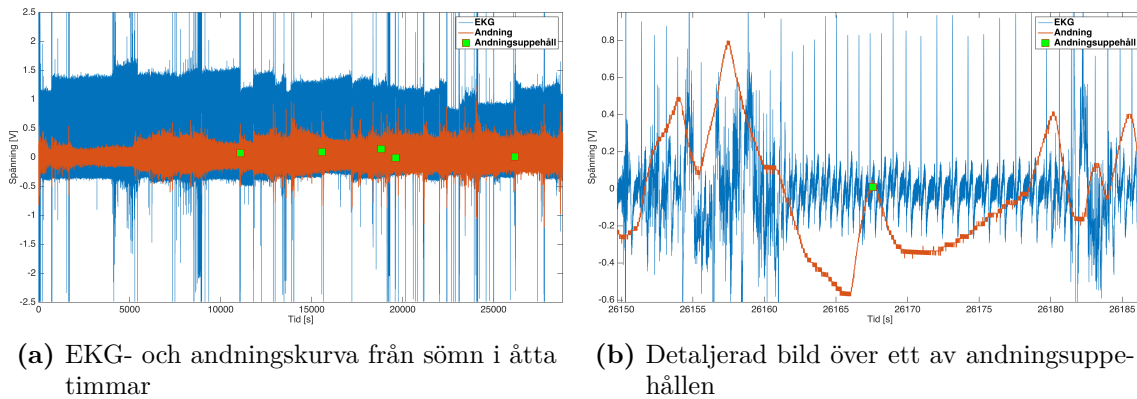 2.5
2
1.5
1
0.5
0
-0.5
-1
-1.5
-2
-2.5
Spänning [V]
0
5000
10000
15000
20000
25000
Tid [s]
EKG
Andning
Andningsuppehåll
(a) EKG- och andningskurva från sömn i åtta
timmar
0.8
0.6
0.4
0.2
0
-0.2
-0.4
-0.6
Spänning [V]
26150
26155
26160
26165
26170
26175
26180
26185
Tid [s]
EKG
Andning
Andningsuppehåll
(b) Detaljerad bild över ett av andningsuppe-
hållen